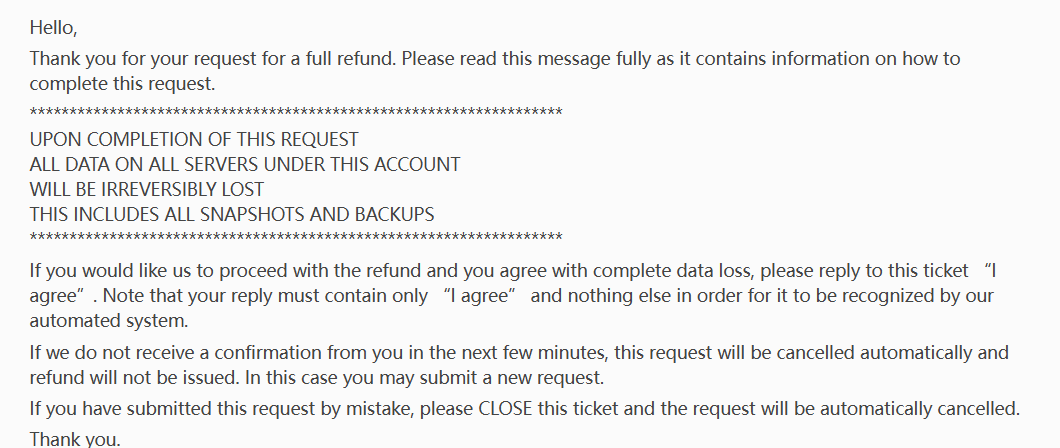 Hello,
Thank you for your request for a full refund. Please read this message fully as it contains information on how to
complete this request.
*******************************************************************
UPON COMPLETION OF THIS REQUEST
ALL DATA ON ALL SERVERS UNDER THIS ACCOUNT
WILL BE IRREVERSIBLY LOST
THIS INCLUDES ALL SNAPSHOTS AND BACKUPS
*******************************************************************
If you would like us to proceed with the refund and you agree with complete data loss, please reply to this ticket “I
agree”. Note that your reply must contain only “I agree” and nothing else in order for it to be recognized by our
automated system.
If we do not receive a confirmation from you in the next few minutes, this request will be cancelled automatically and
refund will not be issued. In this case you may submit a new request.
If you have submitted this request by mistake, please CLOSE this ticket and the request will be automatically cancelled.
Thank you.